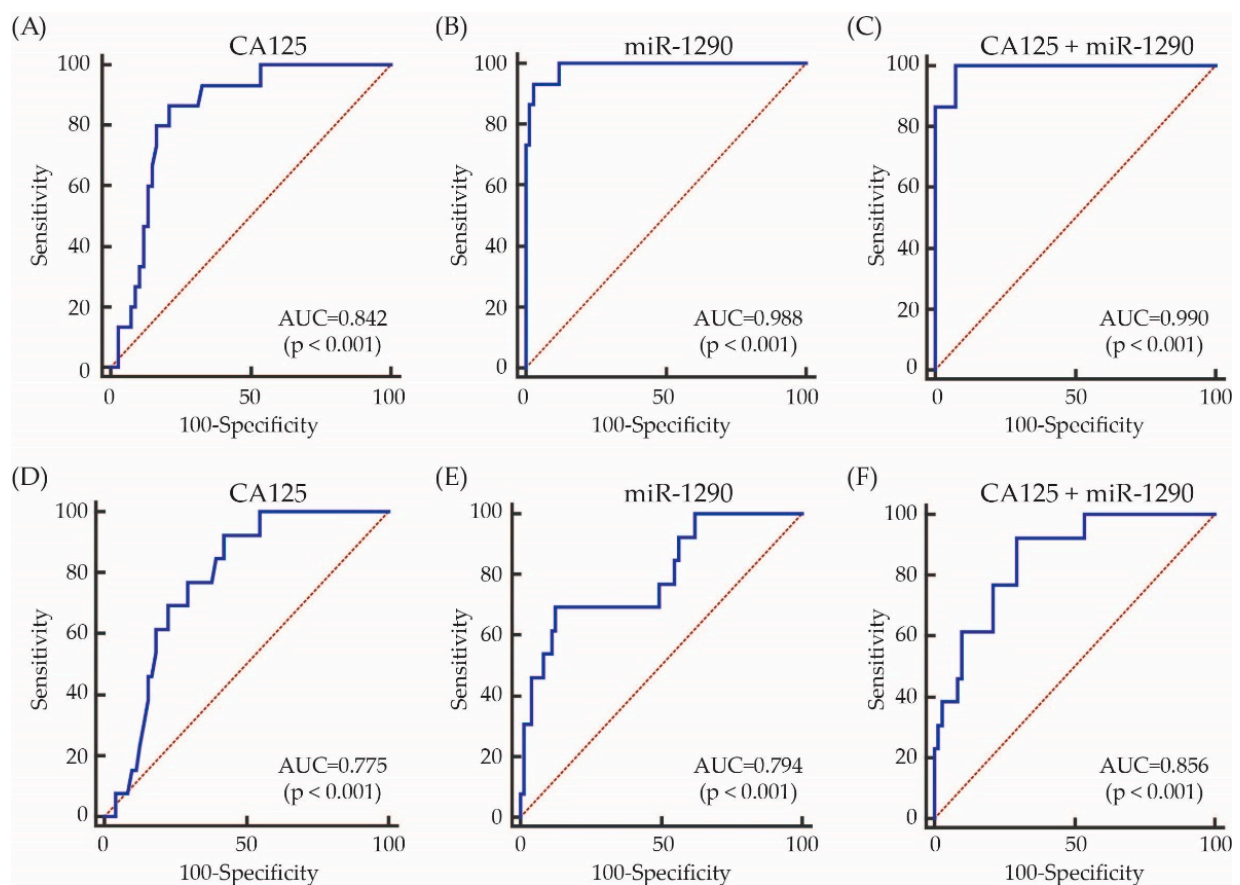 (A)
CA125
100
80
60
40
20
0
Sensitivity
AUC=0.842
(p < 0.001)
0 50 100
100-Specificity
(B)
miR-1290
100
80
60
40
20
0
Sensitivity
AUC=0.988
(p < 0.001)
0 50 100
100-Specificity
(C)
CA125 + miR-1290
100
80
60
40
20
0
Sensitivity
AUC=0.990
(p < 0.001)
0 50 100
100-Specificity
(D)
CA125
100
80
60
40
20
0
Sensitivity
AUC=0.775
(p < 0.001)
0 50 100
100-Specificity
(E)
miR-1290
100
80
60
40
20
0
Sensitivity
AUC=0.794
(p < 0.001)
0 50 100
100-Specificity
(F)
CA125 + miR-1290
100
80
60
40
20
0
Sensitivity
AUC=0.856
(p < 0.001)
0 50 100
100-Specificity